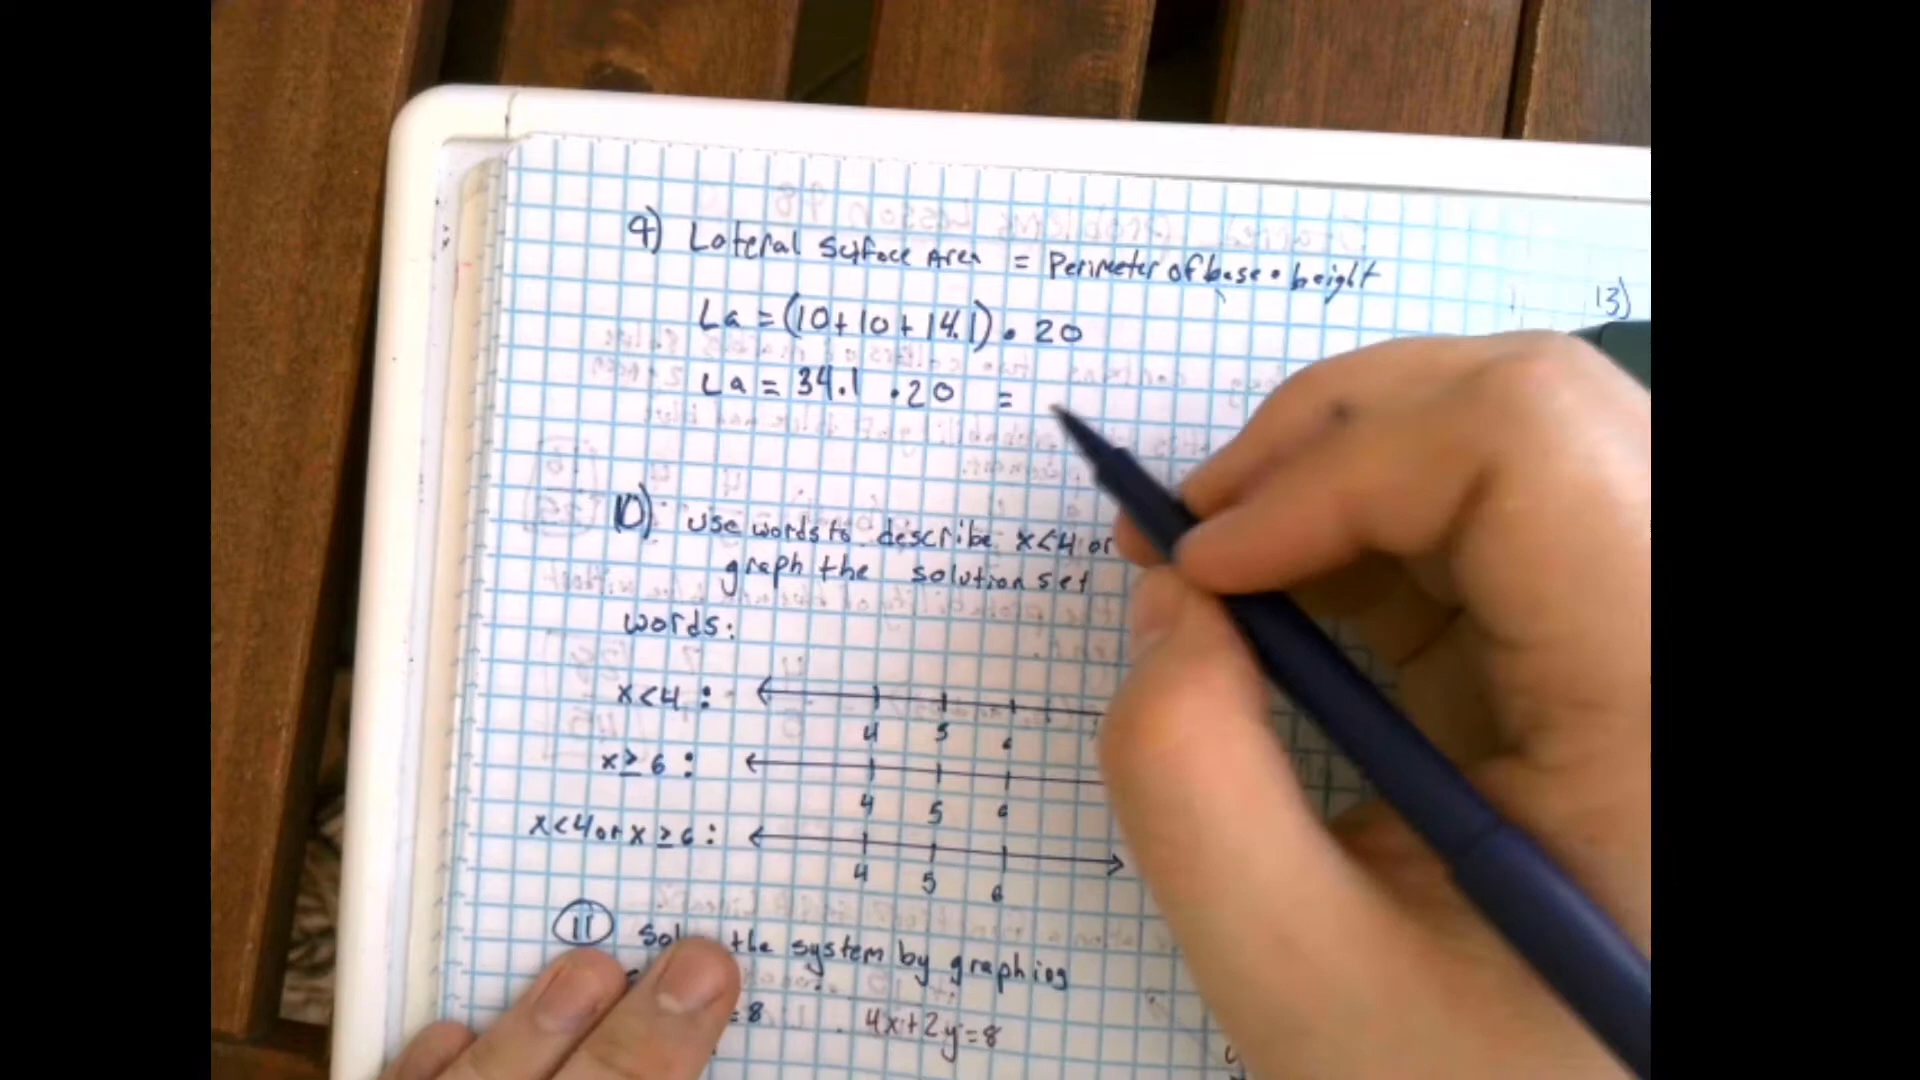 9) Lateral Surface Area = Perimeter of base • height
La = (10+10+14.1) • 20
La = 34.1 • 20 =
10) use words to describe x<4 or
graph the solution set
words:
x<4 :
4 5 6
x≥6 :
4 5 6
x<4 or x≥6 :
4 5 6
11 Solve the system by graphing
=8 4x+2y=8
13)